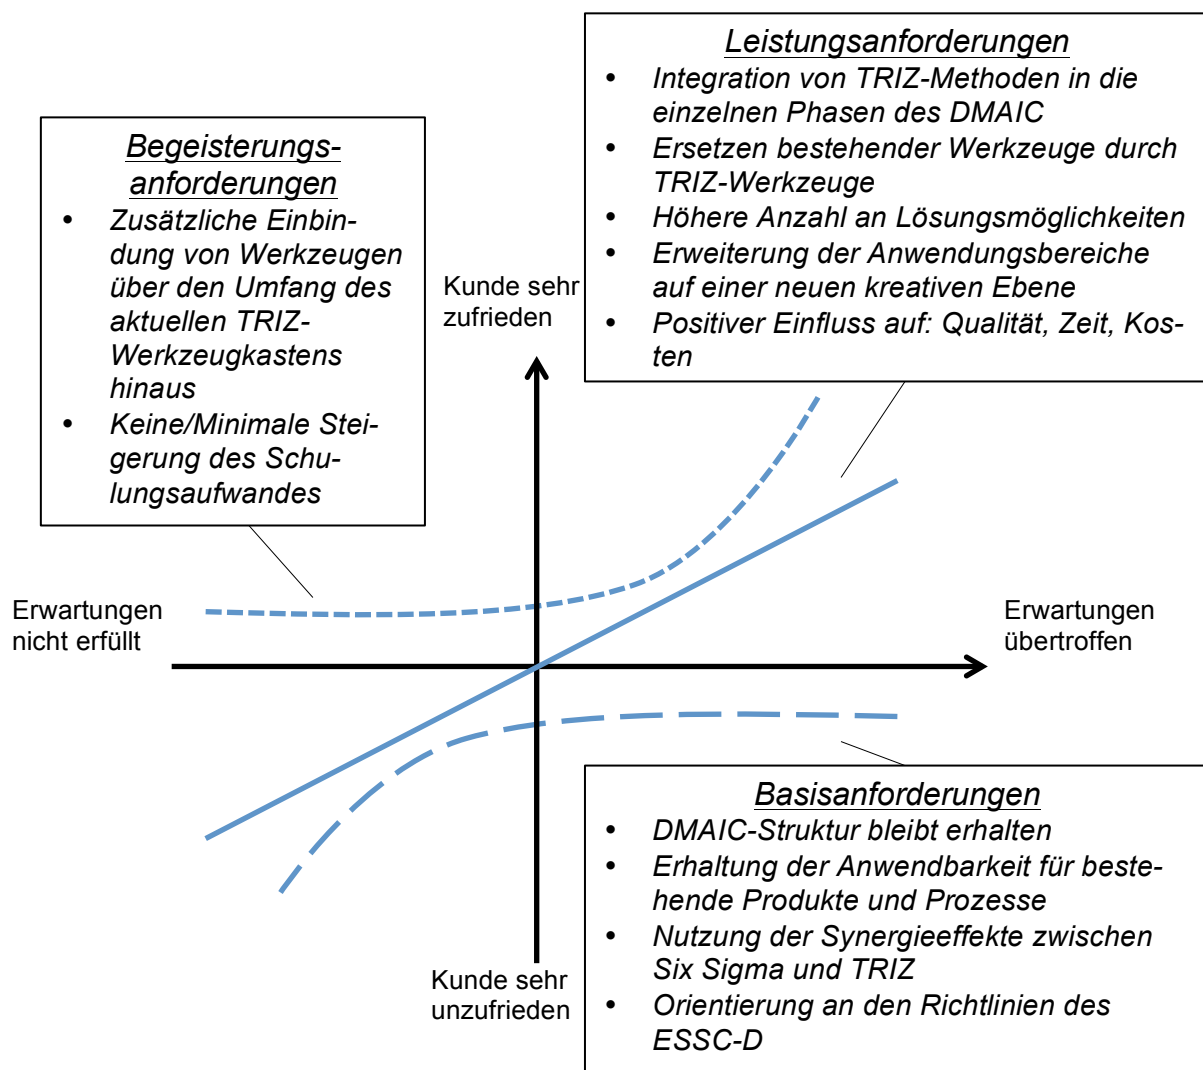 Leistungsanforderungen
• Integration von TRIZ-Methoden in die
einzelnen Phasen des DMAIC
• Ersetzen bestehender Werkzeuge durch
TRIZ-Werkzeuge
• Höhere Anzahl an Lösungsmöglichkeiten
• Erweiterung der Anwendungsbereiche
auf einer neuen kreativen Ebene
• Positiver Einfluss auf: Qualität, Zeit, Kos-
ten
Begeisterungs-
anforderungen
• Zusätzliche Einbin-
dung von Werkzeugen
über den Umfang des
aktuellen TRIZ-
Werkzeugkastens
hinaus
• Keine/Minimale Stei-
gerung des Schu-
lungsaufwandes
Kunde sehr
zufrieden
Erwartungen
nicht erfüllt
Erwartungen
übertroffen
Kunde sehr
unzufrieden
Basisanforderungen
• DMAIC-Struktur bleibt erhalten
• Erhaltung der Anwendbarkeit für beste-
hende Produkte und Prozesse
• Nutzung der Synergieeffekte zwischen
Six Sigma und TRIZ
• Orientierung an den Richtlinien des
ESSC-D